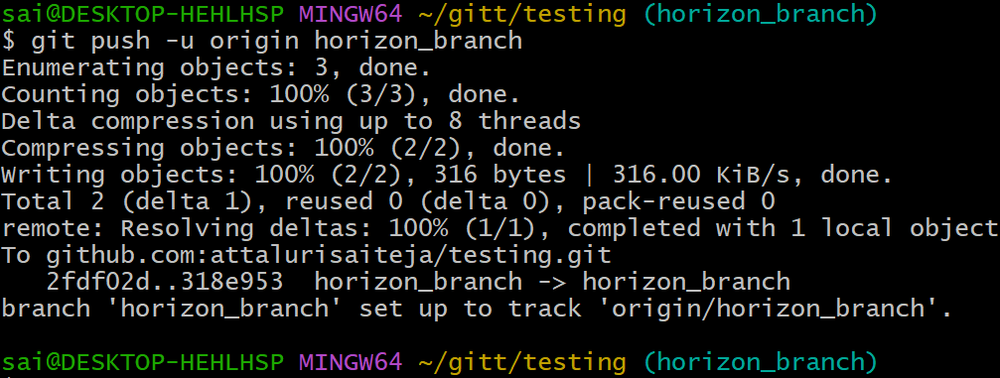 sai@DESKTOP-HEHLHSP MINGW64 ~/gitt/testing (horizon_branch)
$ git push -u origin horizon_branch
Enumerating objects: 3, done.
Counting objects: 100% (3/3), done.
Delta compression using up to 8 threads
Compressing objects: 100% (2/2), done.
Writing objects: 100% (2/2), 316 bytes | 316.00 KiB/s, done.
Total 2 (delta 1), reused 0 (delta 0), pack-reused 0
remote: Resolving deltas: 100% (1/1), completed with 1 local object
To github.com:attalurisaiteja/testing.git
   2fdf02d..318e953  horizon_branch -> horizon_branch
branch 'horizon_branch' set up to track 'origin/horizon_branch'.

sai@DESKTOP-HEHLHSP MINGW64 ~/gitt/testing (horizon_branch)